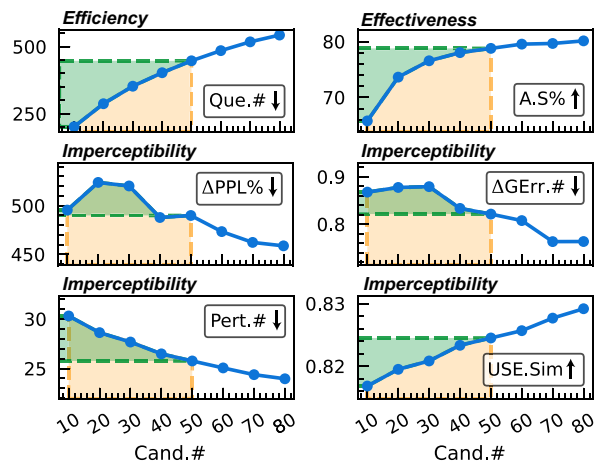 Efficiency
500
250
Que.# ↓
Effectiveness
80
70
A.S% ↑
Imperceptibility
500
450
ΔPPL% ↓
Imperceptibility
0.9
0.8
ΔGErr.# ↓
Imperceptibility
30
25
Pert.# ↓
10 20 30 40 50 60 70 80
Cand.#
Imperceptibility
0.83
0.82
USE.Sim ↑
10 20 30 40 50 60 70 80
Cand.#